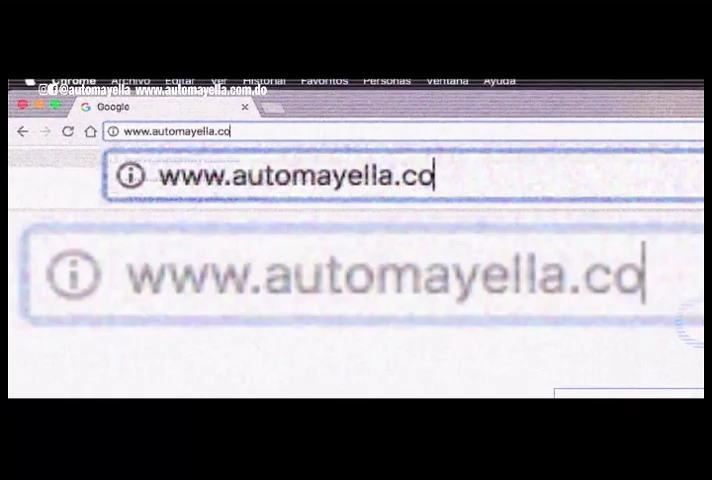 Chrome Archivo Editar Ver Historial Favoritos Personas Ventana Ayuda
@automayella www.automayella.com.do
Google
www.automayella.co
www.automayella.co
www.automayella.co